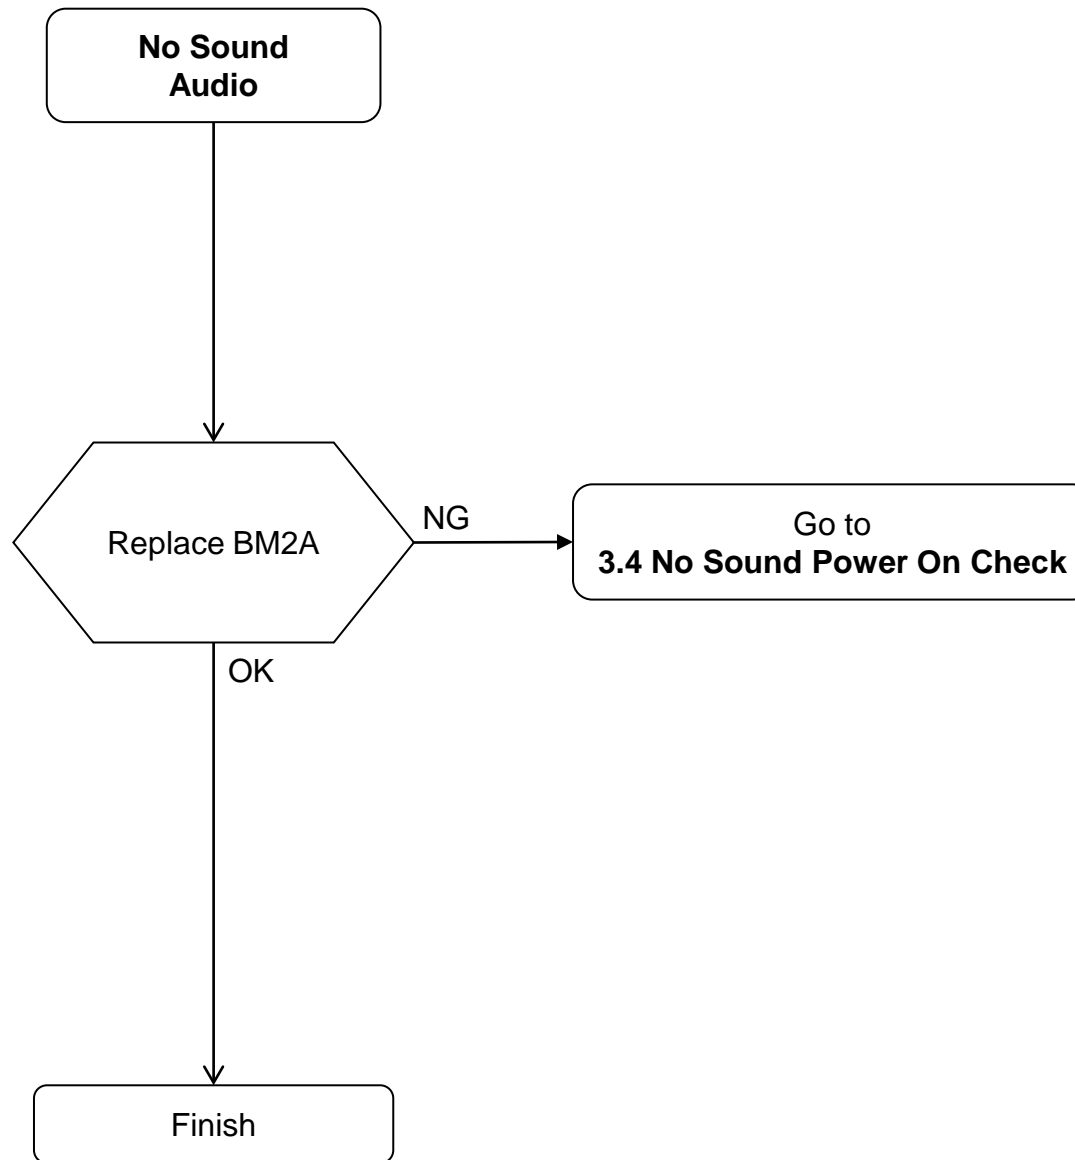 No Sound
Audio
Replace BM2A
NG
Go to
3.4 No Sound Power On Check
OK
Finish